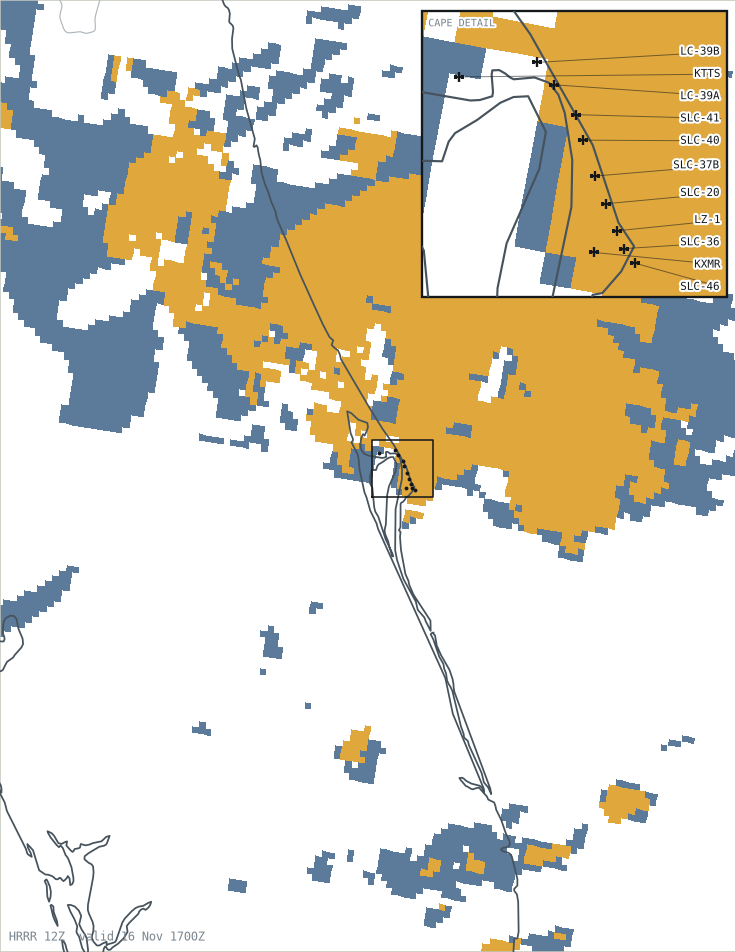 CAPE DETAIL
LC-39B
KTTS
LC-39A
SLC-41
SLC-40
SLC-37B
SLC-20
LZ-1
SLC-36
KXMR
SLC-46
HRRR 12Z  valid 16 Nov 1700Z